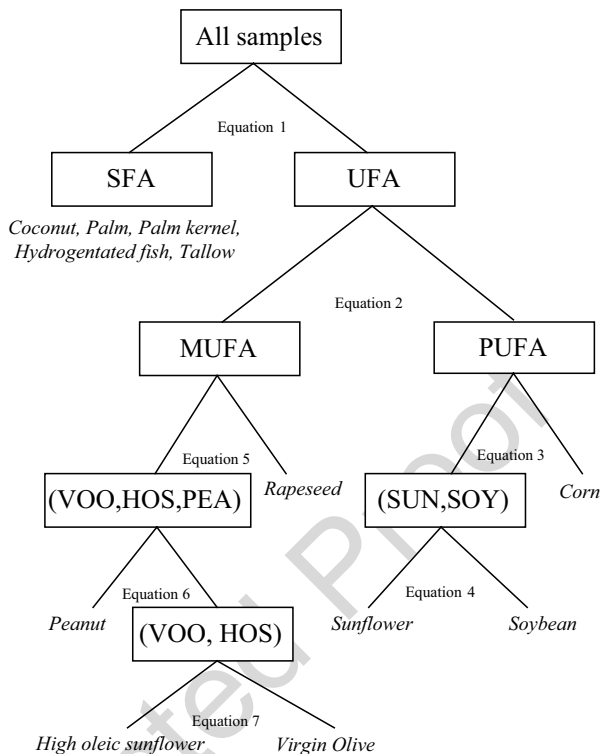 All samples
Equation 1
SFA
UFA
Coconut, Palm, Palm kernel,
Hydrogentated fish, Tallow
Equation 2
MUFA
PUFA
Equation 5
Equation 3
(VOO,HOS,PEA)
Rapeseed
(SUN,SOY)
Corn
Equation 6
Equation 4
Peanut
(VOO, HOS)
Sunflower
Soybean
Equation 7
High oleic sunflower
Virgin Olive